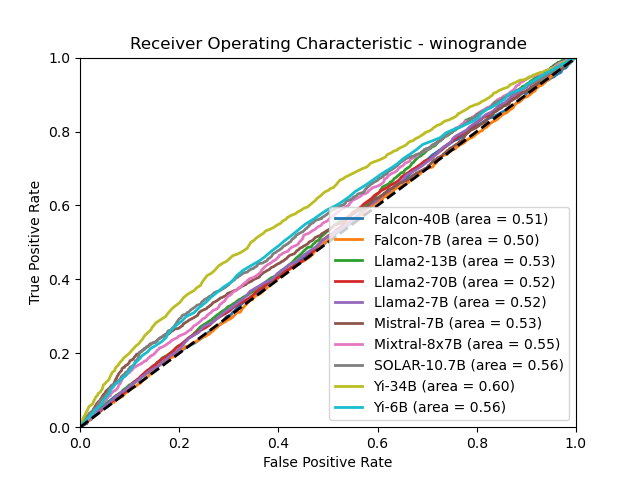 Receiver Operating Characteristic - winogrande
True Positive Rate
1.0
0.8
0.6
0.4
0.2
0.0
Falcon-40B (area = 0.51)
Falcon-7B (area = 0.50)
Llama2-13B (area = 0.53)
Llama2-70B (area = 0.52)
Llama2-7B (area = 0.52)
Mistral-7B (area = 0.53)
Mixtral-8x7B (area = 0.55)
SOLAR-10.7B (area = 0.56)
Yi-34B (area = 0.60)
Yi-6B (area = 0.56)
0.0 0.2 0.4 0.6 0.8 1.0
False Positive Rate